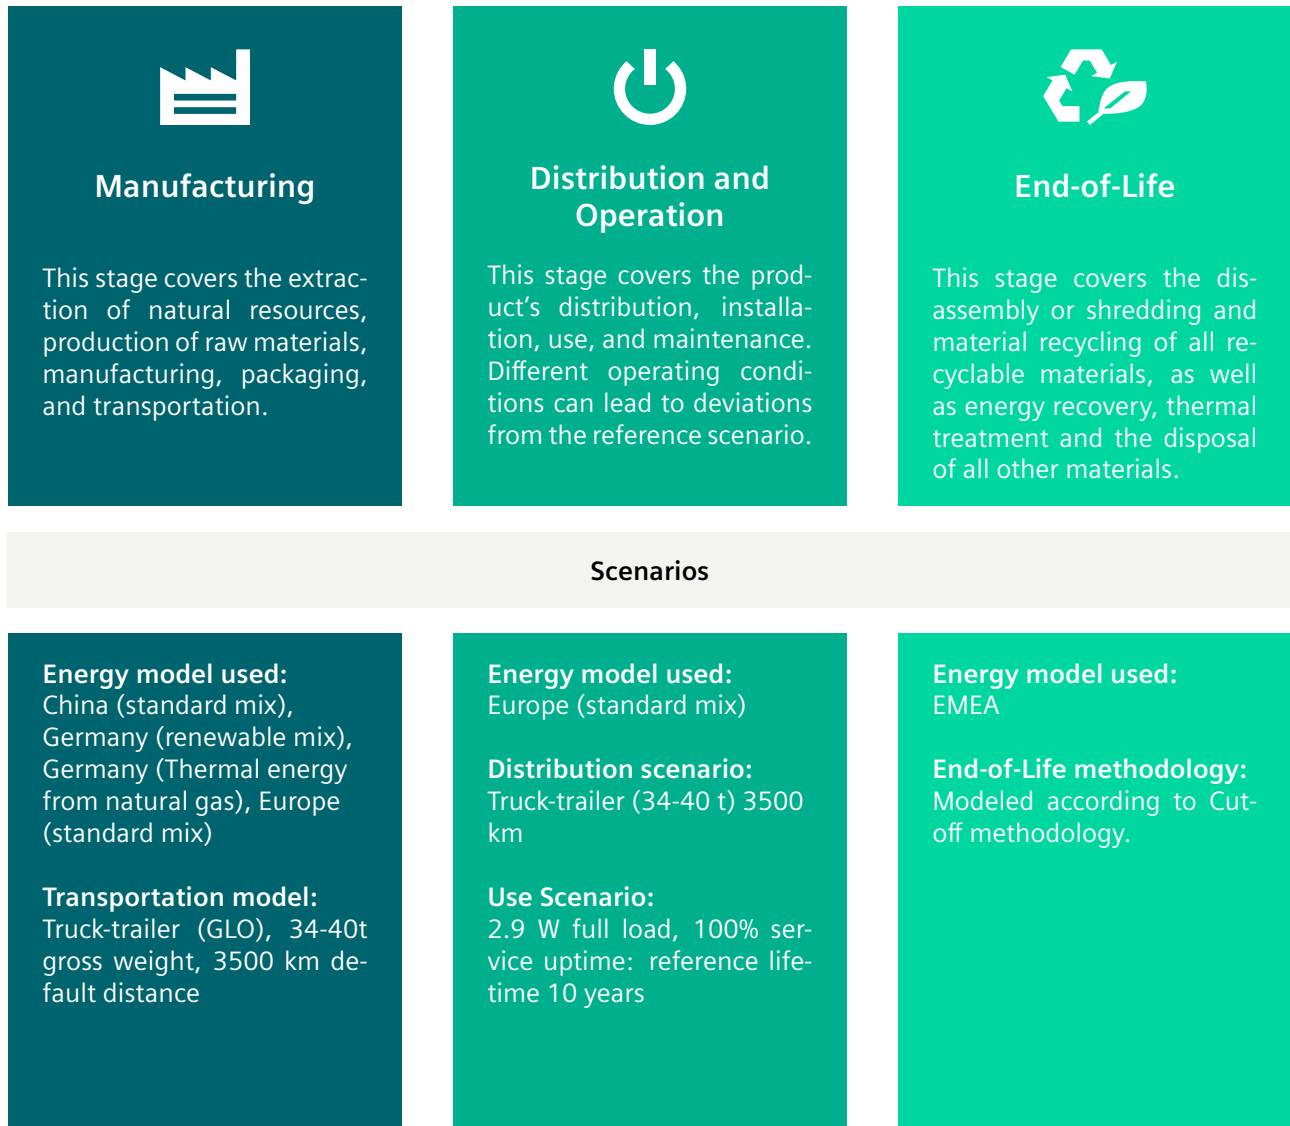 Manufacturing
This stage covers the extrac-
tion of natural resources,
production of raw materials,
manufacturing, packaging,
and transportation.
Distribution and
Operation
This stage covers the prod-
uct's distribution, installa-
tion, use, and maintenance.
Different operating condi-
tions can lead to deviations
from the reference scenario.
End-of-Life
This stage covers the dis-
assembly or shredding and
material recycling of all re-
cyclable materials, as well
as energy recovery, thermal
treatment and the disposal
of all other materials.
Scenarios
Energy model used:
China (standard mix),
Germany (renewable mix),
Germany (Thermal energy
from natural gas), Europe
(standard mix)
Transportation model:
Truck-trailer (GLO), 34-40t
gross weight, 3500 km de-
fault distance
Energy model used:
Europe (standard mix)
Distribution scenario:
Truck-trailer (34-40 t) 3500
km
Use Scenario:
2.9 W full load, 100% ser-
vice uptime: reference life-
time 10 years
Energy model used:
EMEA
End-of-Life methodology:
Modeled according to Cut-
off methodology.